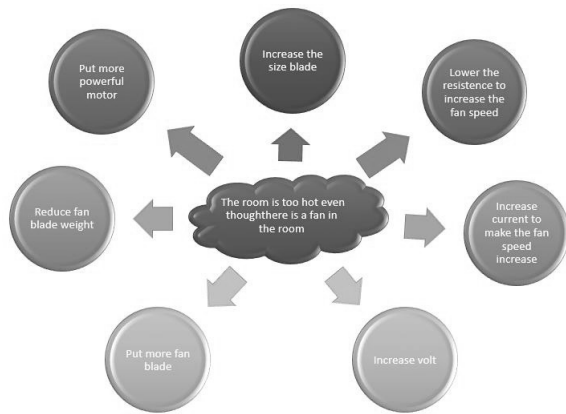 Increase the
size blade
Put more
powerful
motor
Lower the
resistence to
increase the
fan speed
The room is too hot even
thoughthere is a fan in
the room
Reduce fan
blade weight
Increase
current to
make the fan
speed
increase
Put more fan
blade
Increase volt